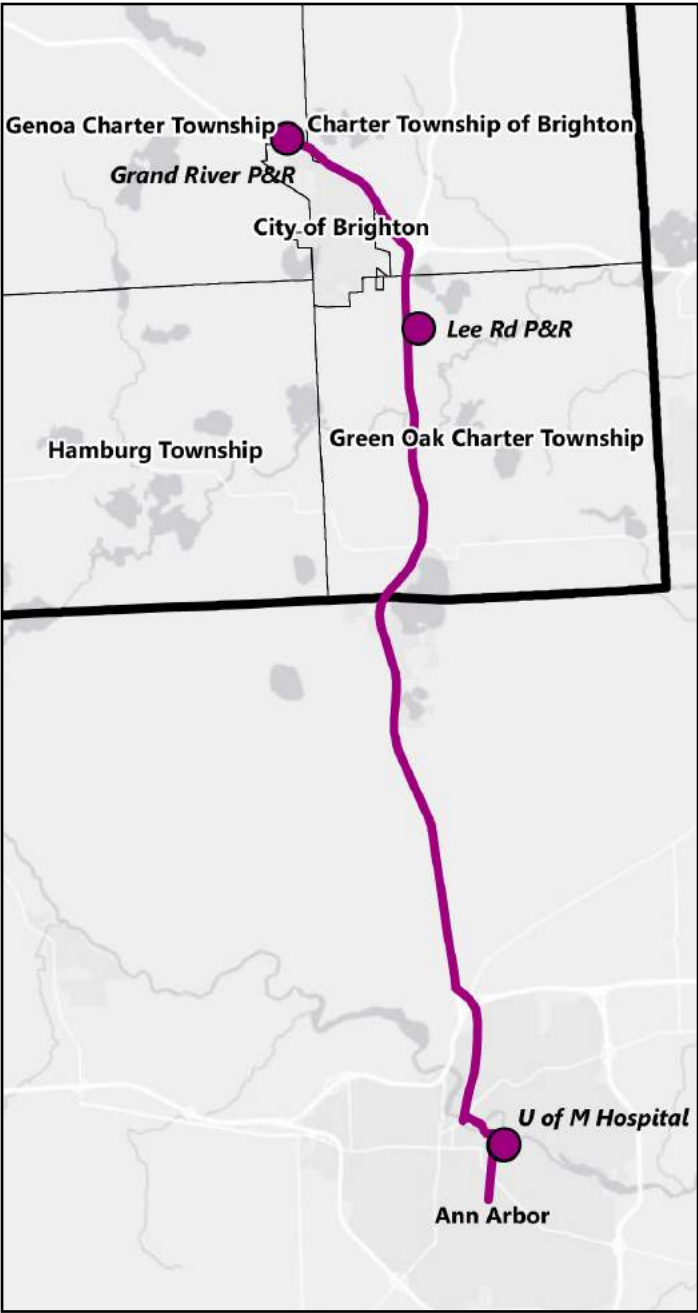 Genoa Charter Township
Charter Township of Brighton
Grand River P&R
City of Brighton
Lee Rd P&R
Green Oak Charter Township
Hamburg Township
U of M Hospital
Ann Arbor